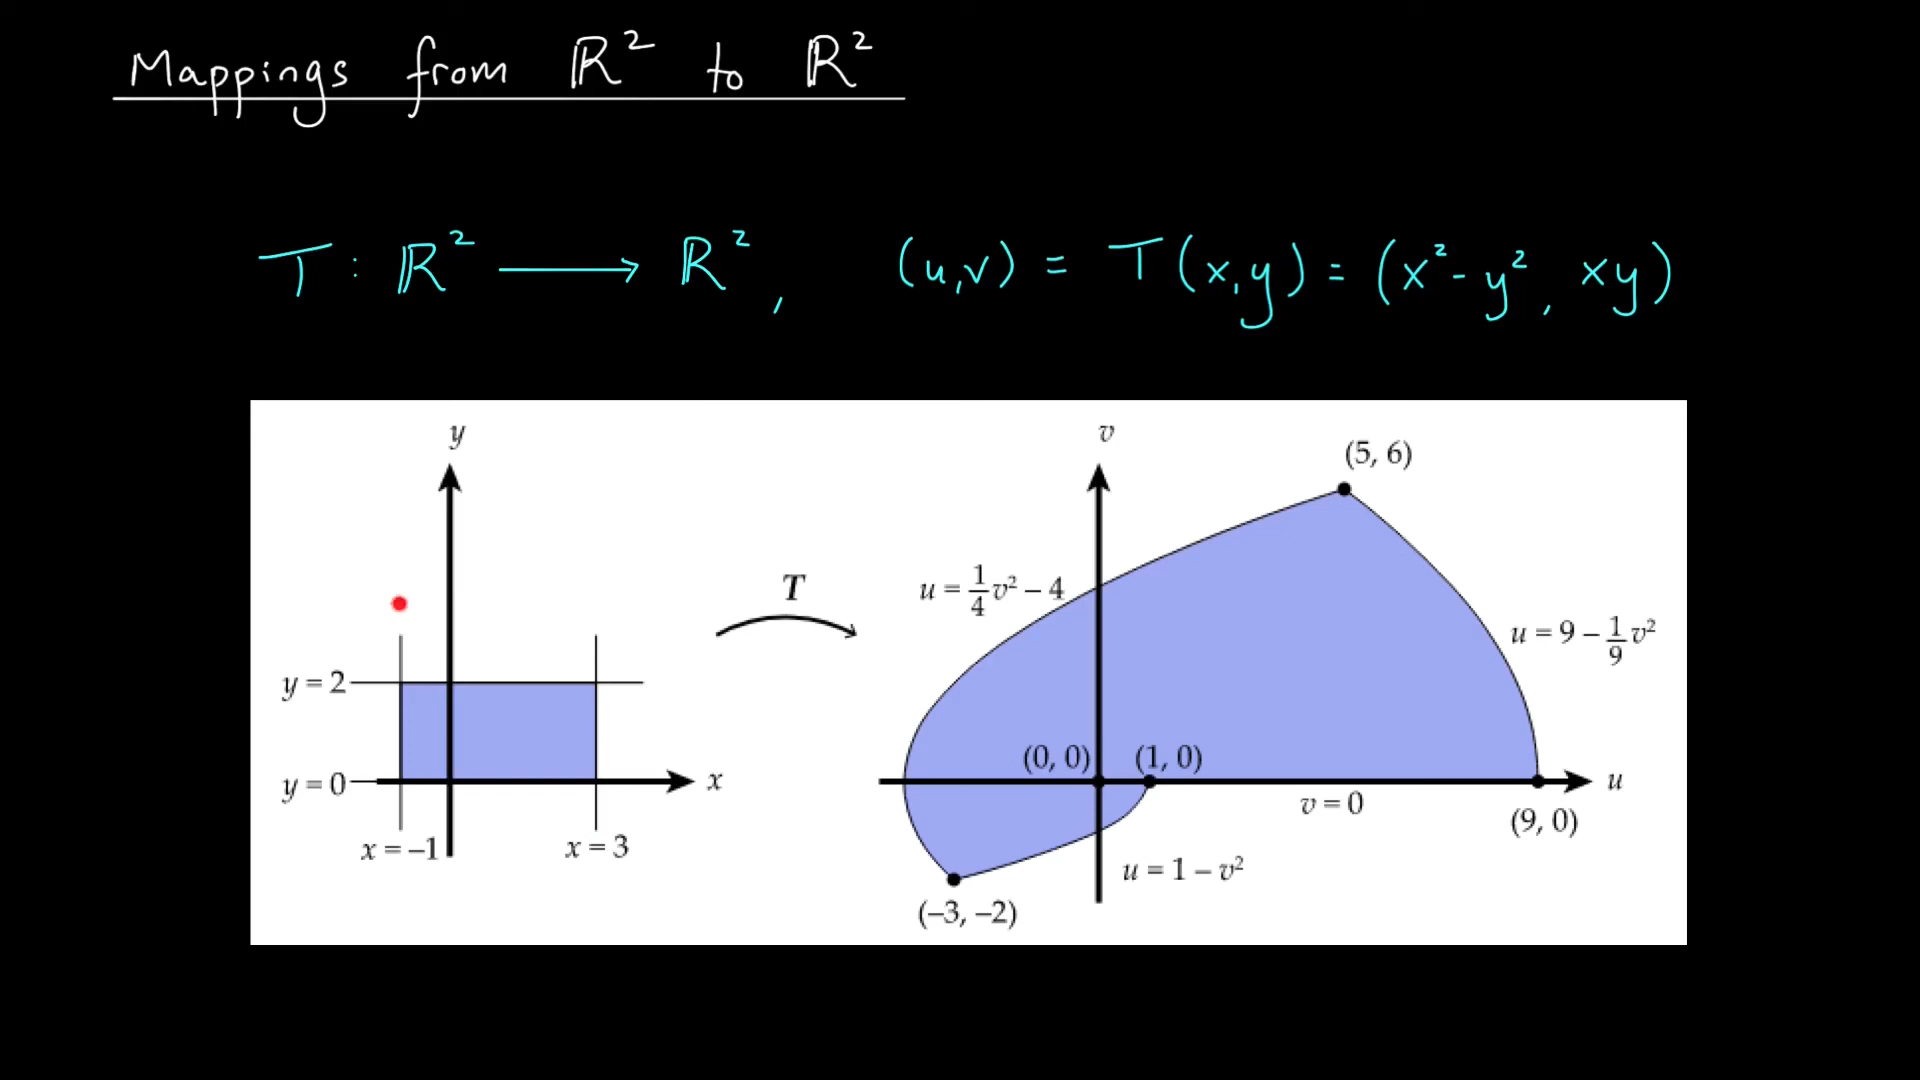 Mappings from ℝ² to ℝ²
T : ℝ² ⟶ ℝ² , (u,v) = T(x,y) = (x² - y², xy)
y
v
(5, 6)
T
u = 1/4 v² – 4
u = 9 – 1/9 v²
y = 2
(0, 0)
(1, 0)
y = 0
x
u
v = 0
(9, 0)
x = –1
x = 3
u = 1 – v²
(–3, –2)